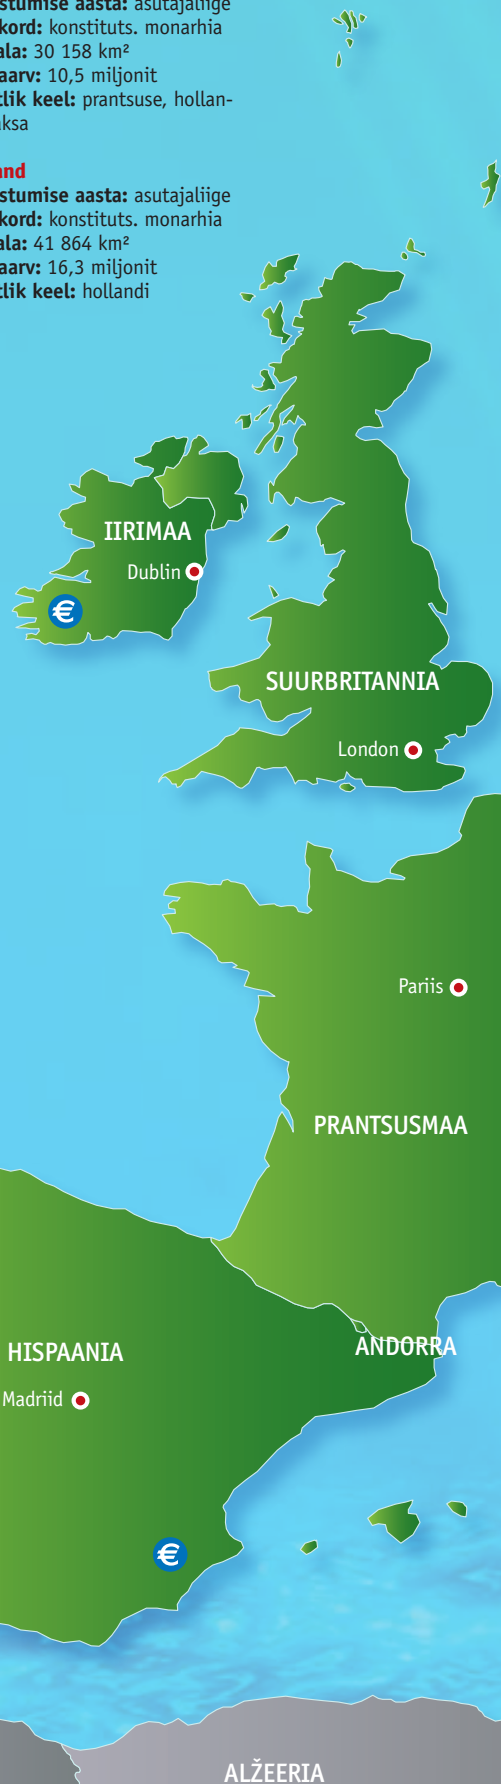 stumise aasta: asutajaliige
kord: konstituts. monarhia
ala: 30 158 km²
aarv: 10,5 miljonit
tlik keel: prantsuse, hollan-
aksa
and
stumise aasta: asutajaliige
kord: konstituts. monarhia
ala: 41 864 km²
aarv: 16,3 miljonit
tlik keel: hollandi
IIRIMAA
Dublin
€
SUURBRITANNIA
London
Pariis
PRANTSUSMAA
ANDORRA
HISPAANIA
Madriid
€
ALŽEERIA